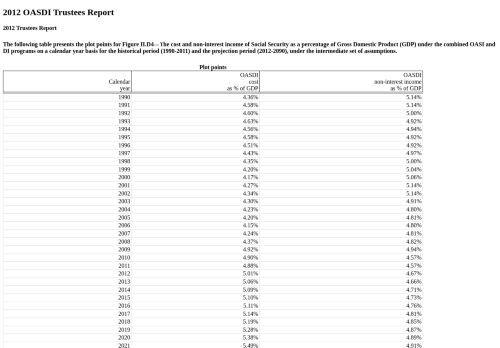 2012 OASDI Trustees Report
2012 Trustees Report
The following table presents the plot points for Figure II.D4—The cost and non-interest income of Social Security as a percentage of Gross Domestic Product (GDP) under the combined OASI and
DI programs on a calendar year basis for the historical period (1990-2011) and the projection period (2012-2090), under the intermediate set of assumptions.
Plot points
Calendar year OASDI cost as % of GDP OASDI non-interest income as % of GDP
1990 4.36% 5.14%
1991 4.58% 5.14%
1992 4.60% 5.00%
1993 4.63% 4.92%
1994 4.56% 4.94%
1995 4.58% 4.92%
1996 4.51% 4.92%
1997 4.43% 4.97%
1998 4.35% 5.00%
1999 4.20% 5.04%
2000 4.17% 5.06%
2001 4.27% 5.14%
2002 4.34% 5.14%
2003 4.30% 4.91%
2004 4.23% 4.80%
2005 4.20% 4.81%
2006 4.15% 4.80%
2007 4.24% 4.81%
2008 4.37% 4.82%
2009 4.92% 4.94%
2010 4.90% 4.57%
2011 4.88% 4.57%
2012 5.01% 4.67%
2013 5.06% 4.66%
2014 5.09% 4.71%
2015 5.10% 4.73%
2016 5.11% 4.76%
2017 5.14% 4.81%
2018 5.19% 4.85%
2019 5.28% 4.87%
2020 5.38% 4.89%
2021 5.49% 4.91%